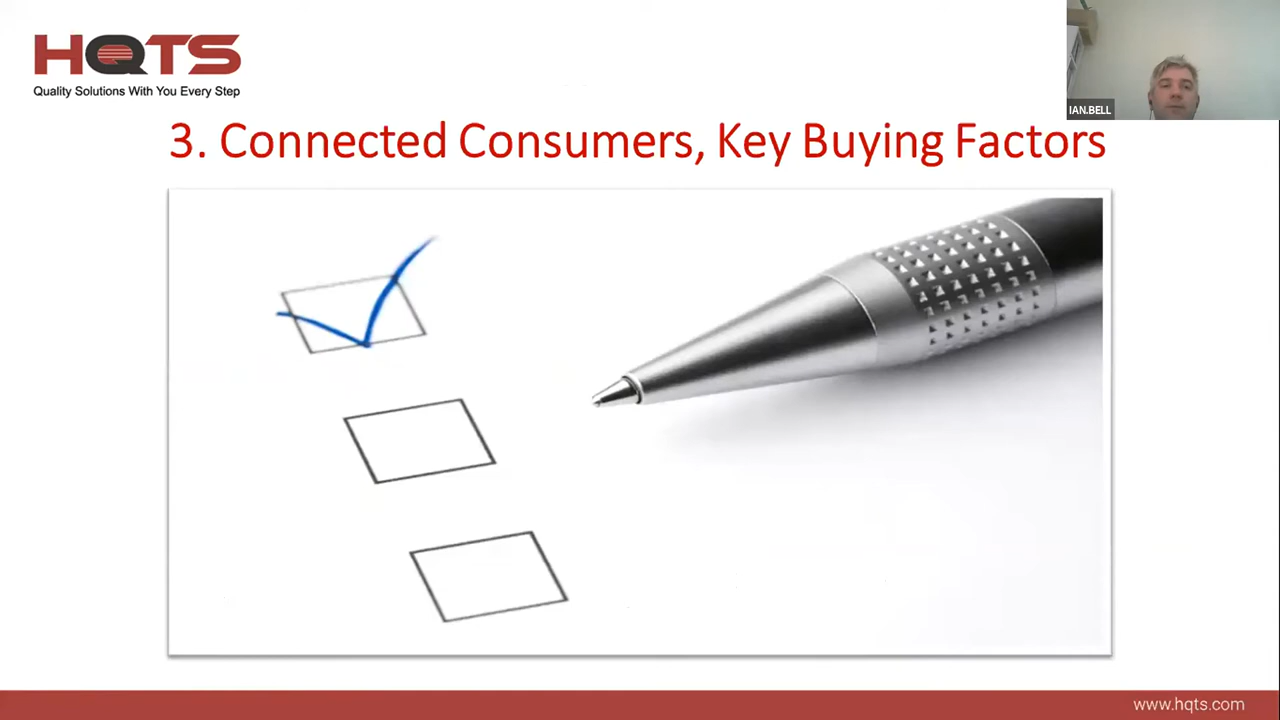 HQTS
Quality Solutions With You Every Step
IAN.BELL
3. Connected Consumers, Key Buying Factors
www.hqts.com